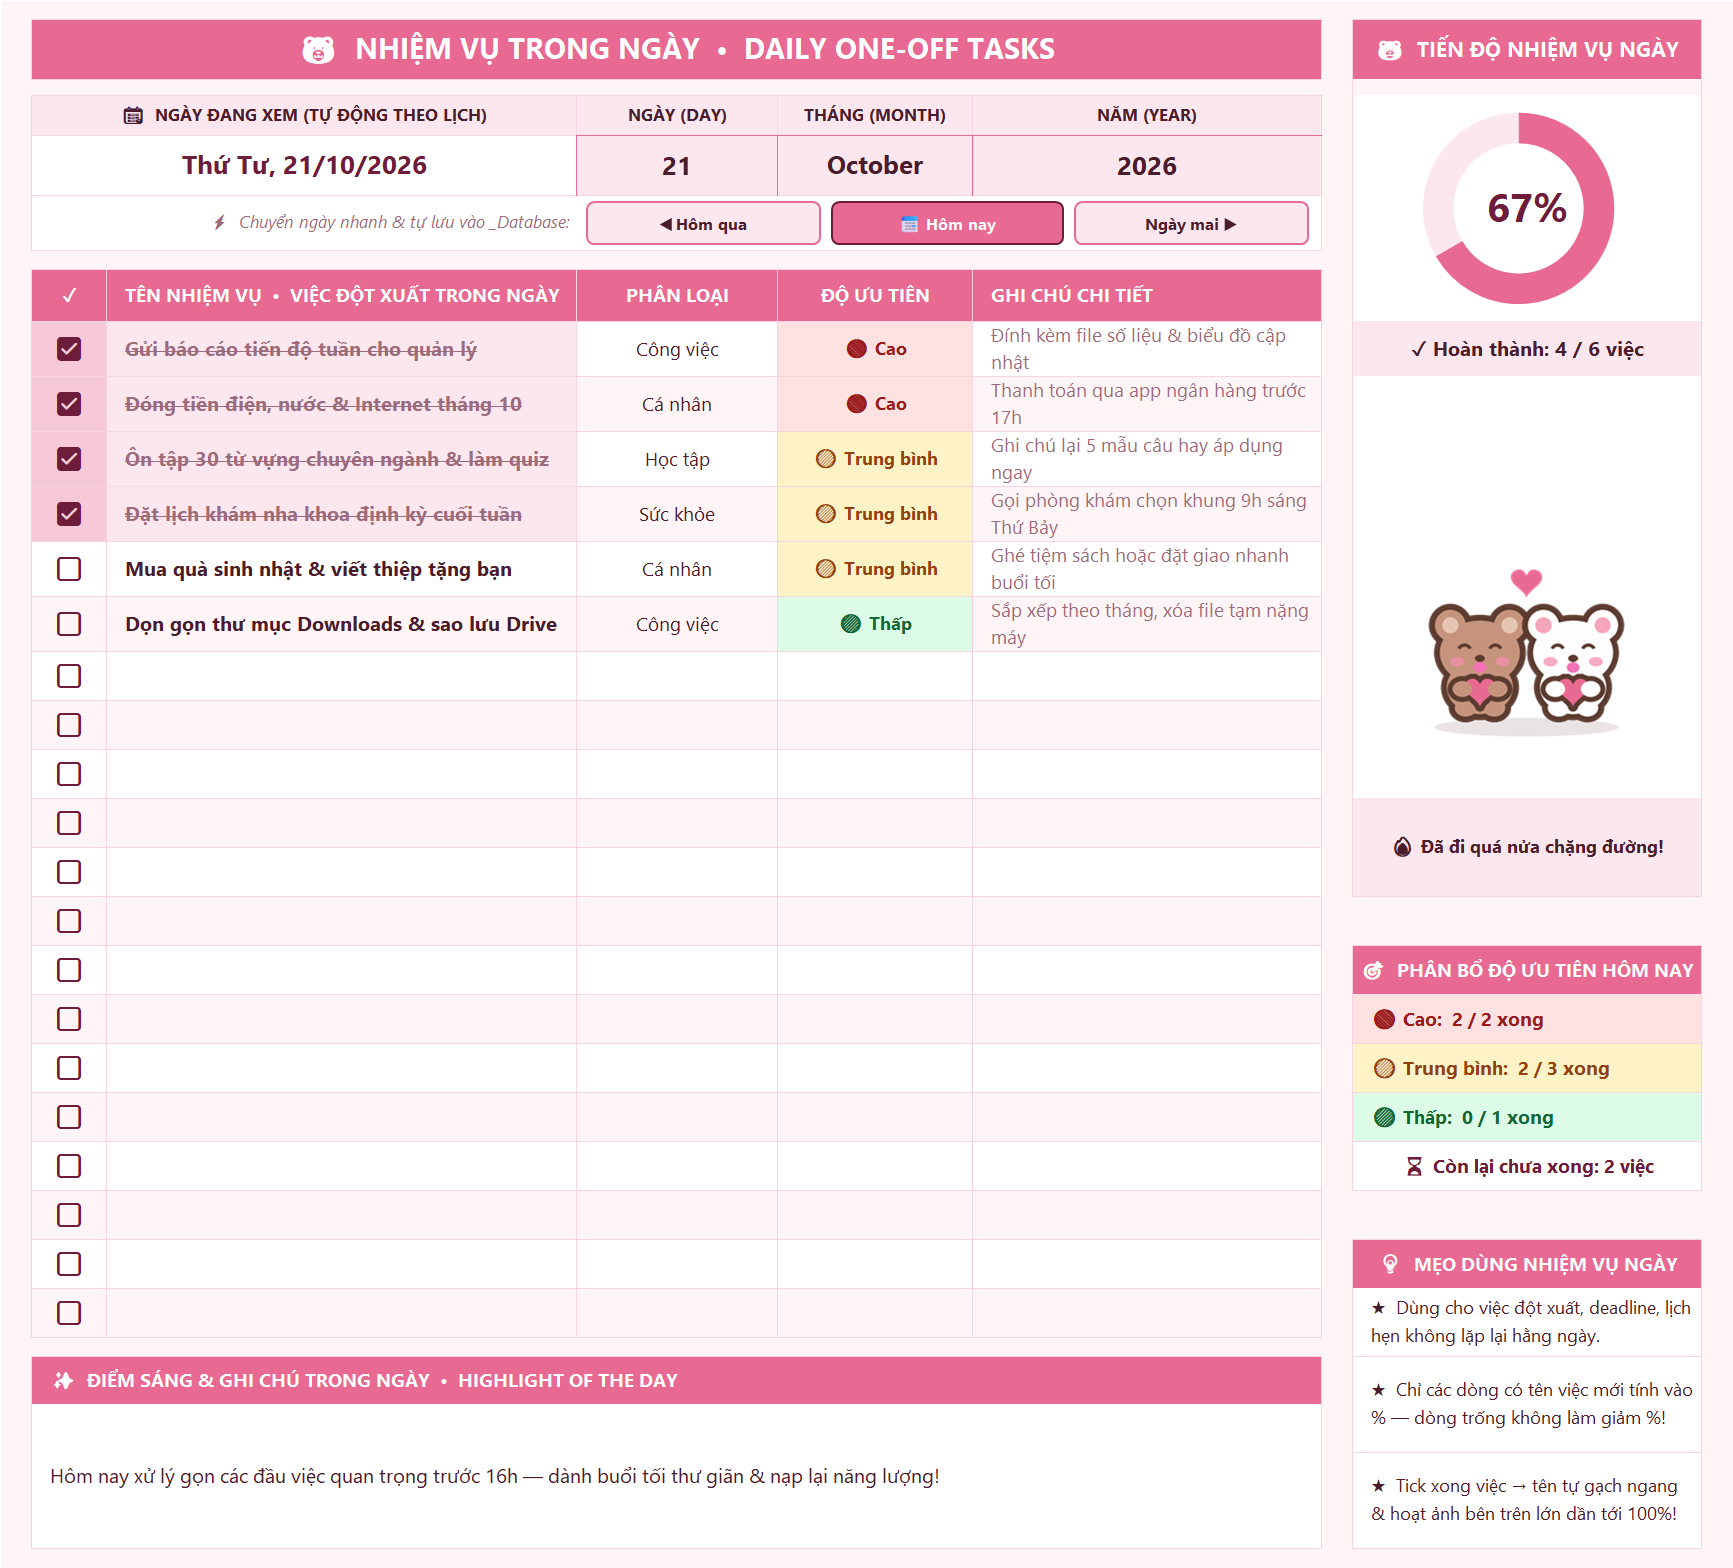 NHIỆM VỤ TRONG NGÀY • DAILY ONE-OFF TASKS
NGÀY ĐANG XEM (TỰ ĐỘNG THEO LỊCH)
NGÀY (DAY)
THÁNG (MONTH)
NĂM (YEAR)
Thứ Tư, 21/10/2026
21
October
2026
Chuyển ngày nhanh & tự lưu vào _Database:
◀ Hôm qua
Hôm nay
Ngày mai ▶
✓
TÊN NHIỆM VỤ • VIỆC ĐỘT XUẤT TRONG NGÀY
PHÂN LOẠI
ĐỘ ƯU TIÊN
GHI CHÚ CHI TIẾT
Gửi báo cáo tiến độ tuần cho quản lý
Công việc
Cao
Đính kèm file số liệu & biểu đồ cập
nhật
Đóng tiền điện, nước & Internet tháng 10
Cá nhân
Cao
Thanh toán qua app ngân hàng trước
17h
Ôn tập 30 từ vựng chuyên ngành & làm quiz
Học tập
Trung bình
Ghi chú lại 5 mẫu câu hay áp dụng
ngay
Đặt lịch khám nha khoa định kỳ cuối tuần
Sức khỏe
Trung bình
Gọi phòng khám chọn khung 9h sáng
Thứ Bảy
Mua quà sinh nhật & viết thiệp tặng bạn
Cá nhân
Trung bình
Ghé tiệm sách hoặc đặt giao nhanh
buổi tối
Dọn gọn thư mục Downloads & sao lưu Drive
Công việc
Thấp
Sắp xếp theo tháng, xóa file tạm nặng
máy
ĐIỂM SÁNG & GHI CHÚ TRONG NGÀY • HIGHLIGHT OF THE DAY
Hôm nay xử lý gọn các đầu việc quan trọng trước 16h — dành buổi tối thư giãn & nạp lại năng lượng!
TIẾN ĐỘ NHIỆM VỤ NGÀY
67%
✓ Hoàn thành: 4 / 6 việc
Đã đi quá nửa chặng đường!
PHÂN BỔ ĐỘ ƯU TIÊN HÔM NAY
Cao: 2 / 2 xong
Trung bình: 2 / 3 xong
Thấp: 0 / 1 xong
Còn lại chưa xong: 2 việc
MẸO DÙNG NHIỆM VỤ NGÀY
★ Dùng cho việc đột xuất, deadline, lịch
hẹn không lặp lại hằng ngày.
★ Chỉ các dòng có tên việc mới tính vào
% — dòng trống không làm giảm %!
★ Tick xong việc → tên tự gạch ngang
& hoạt ảnh bên trên lớn dần tới 100%!